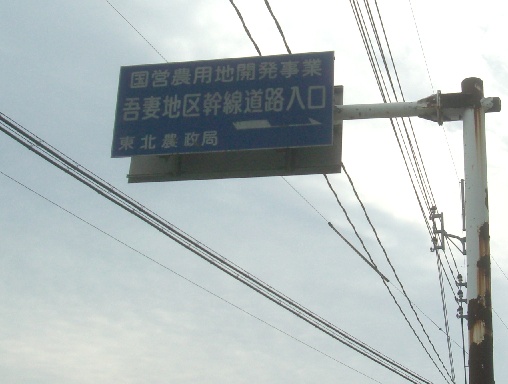 国営農用地開発事業
吾妻地区幹線道路入口
東北農政局